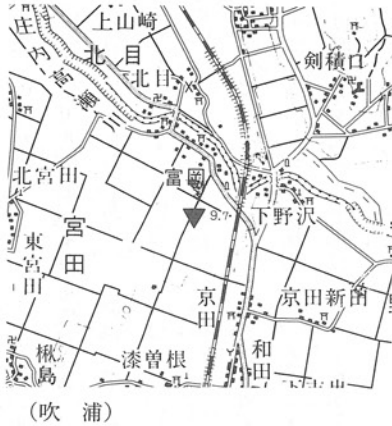 上山崎
北目
北目
剣積口
庄内高瀬川
北宮田
富岡
9.7
下野沢
宮田
東宮田
京田
京田新田
楸島
漆曽根
和田
（吹 浦）